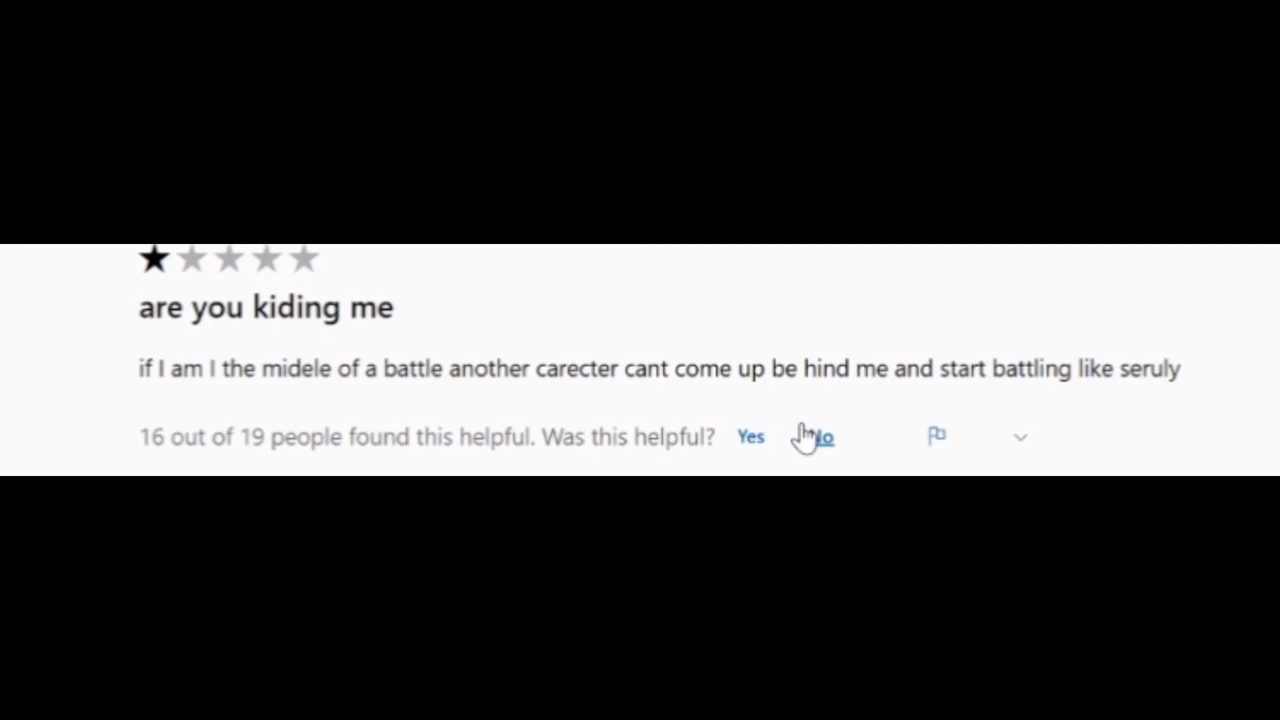 are you kiding me
if I am I the midele of a battle another carecter cant come up be hind me and start battling like seruly
16 out of 19 people found this helpful. Was this helpful? Yes No